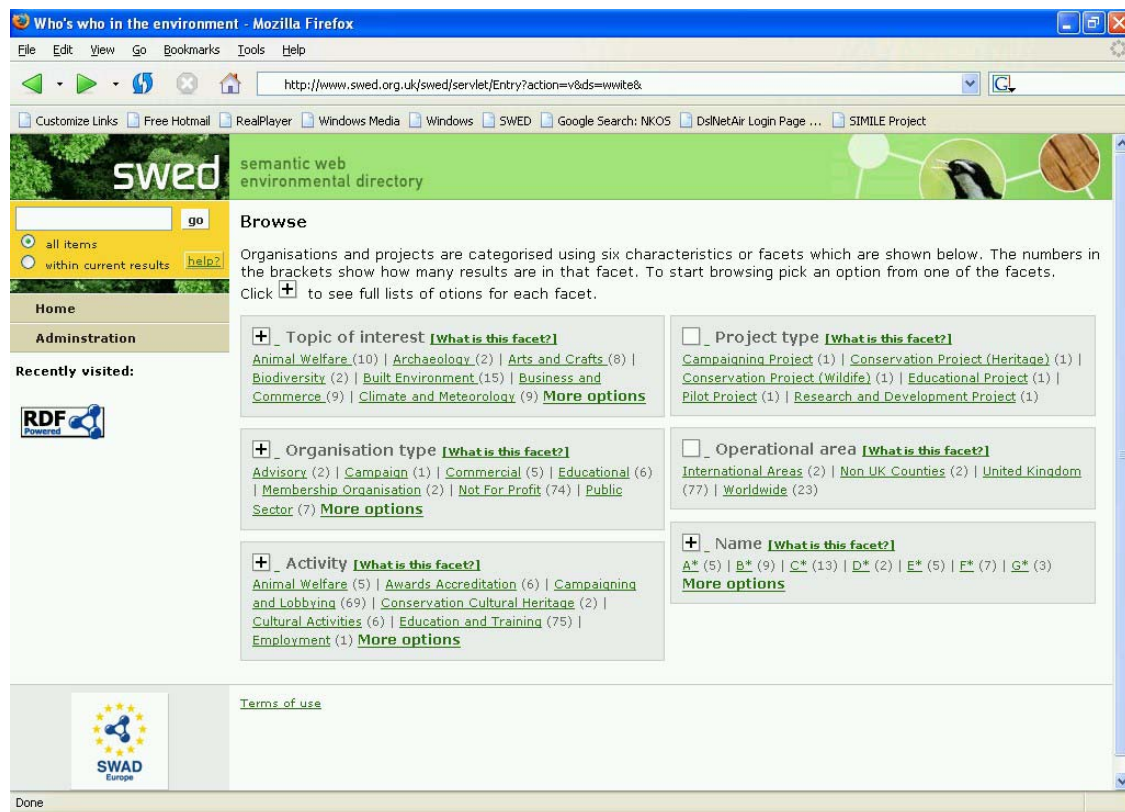 Who's who in the environment - Mozilla Firefox
File Edit View Go Bookmarks Tools Help
http://www.swed.org.uk/swed/servlet/Entry?action=v&ds=wwite&
G
Customize Links Free Hotmail RealPlayer Windows Media Windows SWED Google Search: NKOS DslNetAir Login Page ... SIMILE Project
swed
semantic web
environmental directory
go
all items
within current results help?
Home
Adminstration
Recently visited:
RDF
Powered
Browse
Organisations and projects are categorised using six characteristics or facets which are shown below. The numbers in
the brackets show how many results are in that facet. To start browsing pick an option from one of the facets.
Click + to see full lists of otions for each facet.
+ Topic of interest [What is this facet?]
Animal Welfare (10) | Archaeology (2) | Arts and Crafts (8) |
Biodiversity (2) | Built Environment (15) | Business and
Commerce (9) | Climate and Meteorology (9) More options
+ Organisation type [What is this facet?]
Advisory (2) | Campaign (1) | Commercial (5) | Educational (6)
| Membership Organisation (2) | Not For Profit (74) | Public
Sector (7) More options
+ Activity [What is this facet?]
Animal Welfare (5) | Awards Accreditation (6) | Campaigning
and Lobbying (69) | Conservation Cultural Heritage (2) |
Cultural Activities (6) | Education and Training (75) |
Employment (1) More options
Project type [What is this facet?]
Campaigning Project (1) | Conservation Project (Heritage) (1) |
Conservation Project (Wildife) (1) | Educational Project (1) |
Pilot Project (1) | Research and Development Project (1)
Operational area [What is this facet?]
International Areas (2) | Non UK Counties (2) | United Kingdom
(77) | Worldwide (23)
+ Name [What is this facet?]
A* (5) | B* (9) | C* (13) | D* (2) | E* (5) | F* (7) | G* (3)
More options
SWAD
Europe
Terms of use
Done